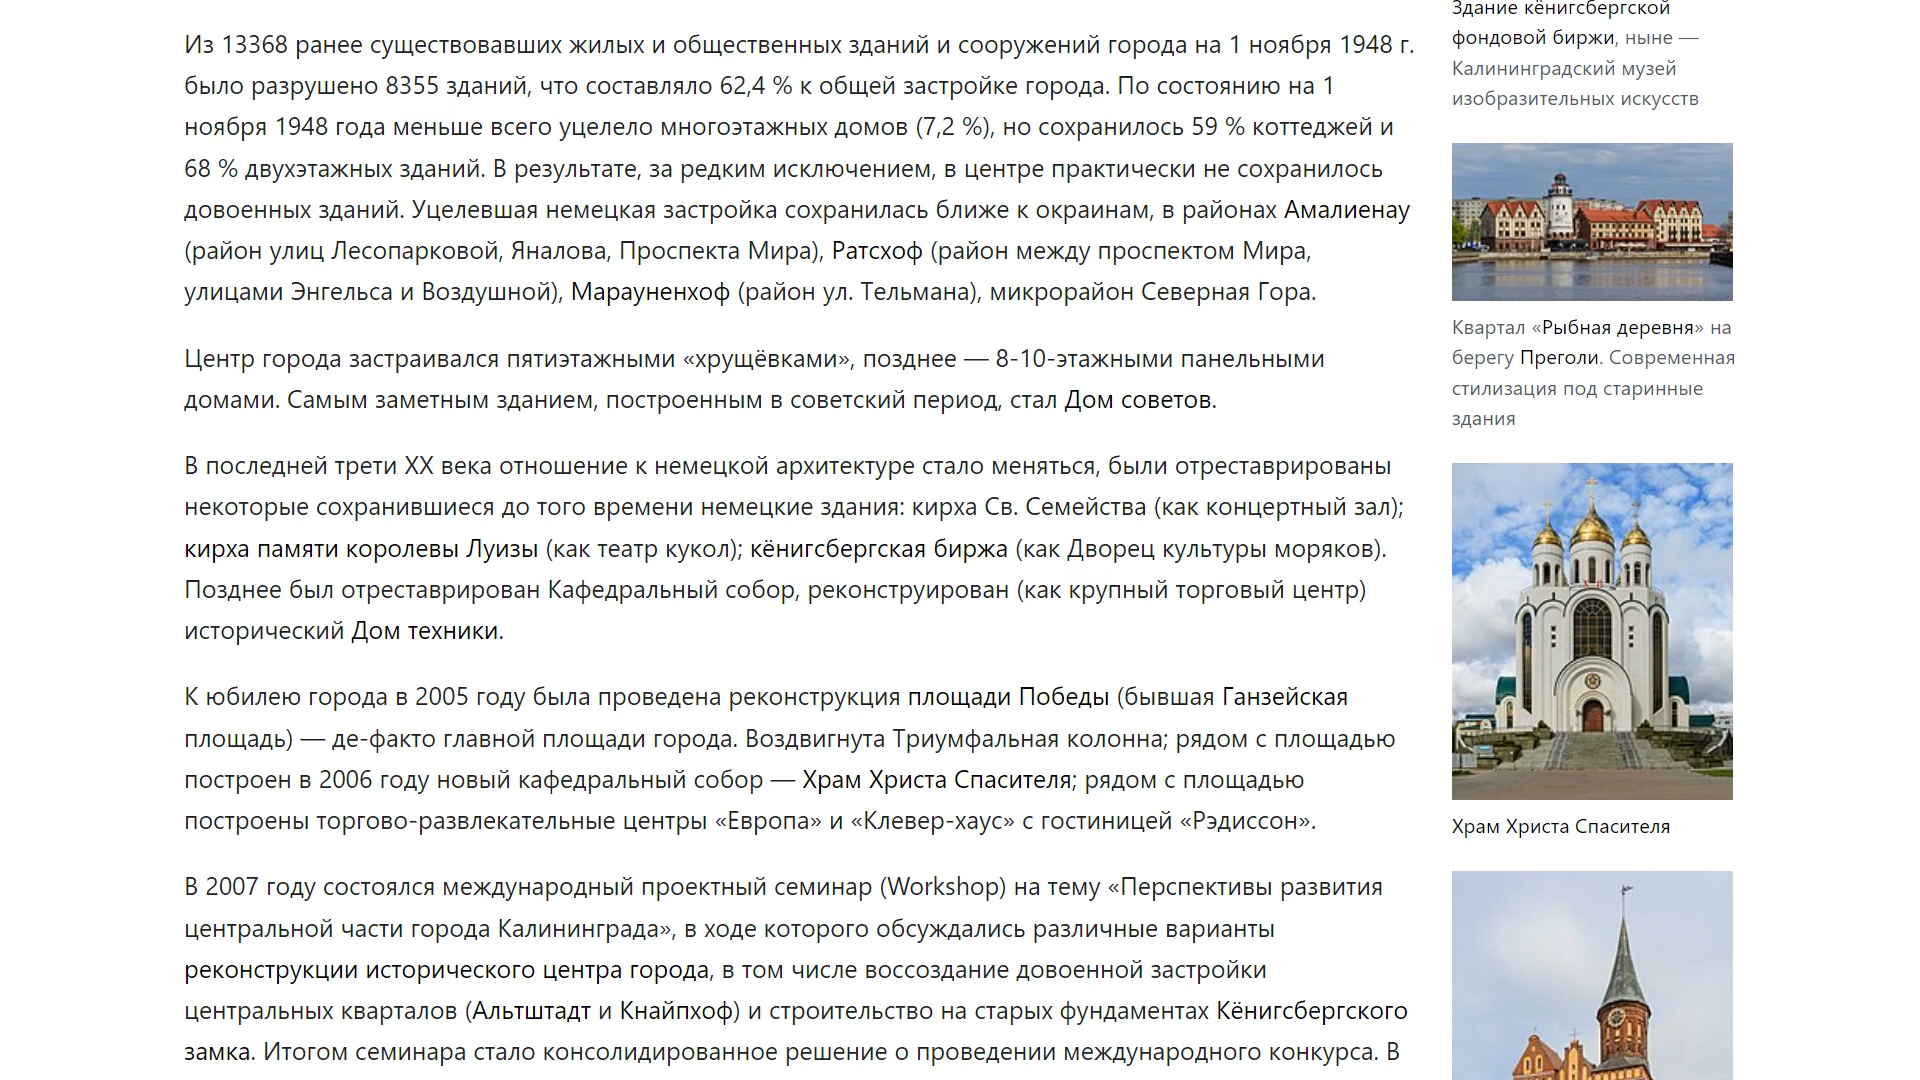 Из 13368 ранее существовавших жилых и общественных зданий и сооружений города на 1 ноября 1948 г.
было разрушено 8355 зданий, что составляло 62,4 % к общей застройке города. По состоянию на 1
ноября 1948 года меньше всего уцелело многоэтажных домов (7,2 %), но сохранилось 59 % коттеджей и
68 % двухэтажных зданий. В результате, за редким исключением, в центре практически не сохранилось
довоенных зданий. Уцелевшая немецкая застройка сохранилась ближе к окраинам, в районах Амалиенау
(район улиц Лесопарковой, Яналова, Проспекта Мира), Ратсхоф (район между проспектом Мира,
улицами Энгельса и Воздушной), Марауненхоф (район ул. Тельмана), микрорайон Северная Гора.
Центр города застраивался пятиэтажными «хрущёвками», позднее — 8-10-этажными панельными
домами. Самым заметным зданием, построенным в советский период, стал Дом советов.
В последней трети XX века отношение к немецкой архитектуре стало меняться, были отреставрированы
некоторые сохранившиеся до того времени немецкие здания: кирха Св. Семейства (как концертный зал);
кирха памяти королевы Луизы (как театр кукол); кёнигсбергская биржа (как Дворец культуры моряков).
Позднее был отреставрирован Кафедральный собор, реконструирован (как крупный торговый центр)
исторический Дом техники.
К юбилею города в 2005 году была проведена реконструкция площади Победы (бывшая Ганзейская
площадь) — де-факто главной площади города. Воздвигнута Триумфальная колонна; рядом с площадью
построен в 2006 году новый кафедральный собор — Храм Христа Спасителя; рядом с площадью
построены торгово-развлекательные центры «Европа» и «Клевер-хаус» с гостиницей «Рэдиссон».
В 2007 году состоялся международный проектный семинар (Workshop) на тему «Перспективы развития
центральной части города Калининграда», в ходе которого обсуждались различные варианты
реконструкции исторического центра города, в том числе воссоздание довоенной застройки
центральных кварталов (Альтштадт и Кнайпхоф) и строительство на старых фундаментах Кёнигсбергского
замка. Итогом семинара стало консолидированное решение о проведении международного конкурса. В
Здание кёнигсбергской
фондовой биржи, ныне —
Калининградский музей
изобразительных искусств
Квартал «Рыбная деревня» на
берегу Преголи. Современная
стилизация под старинные
здания
Храм Христа Спасителя